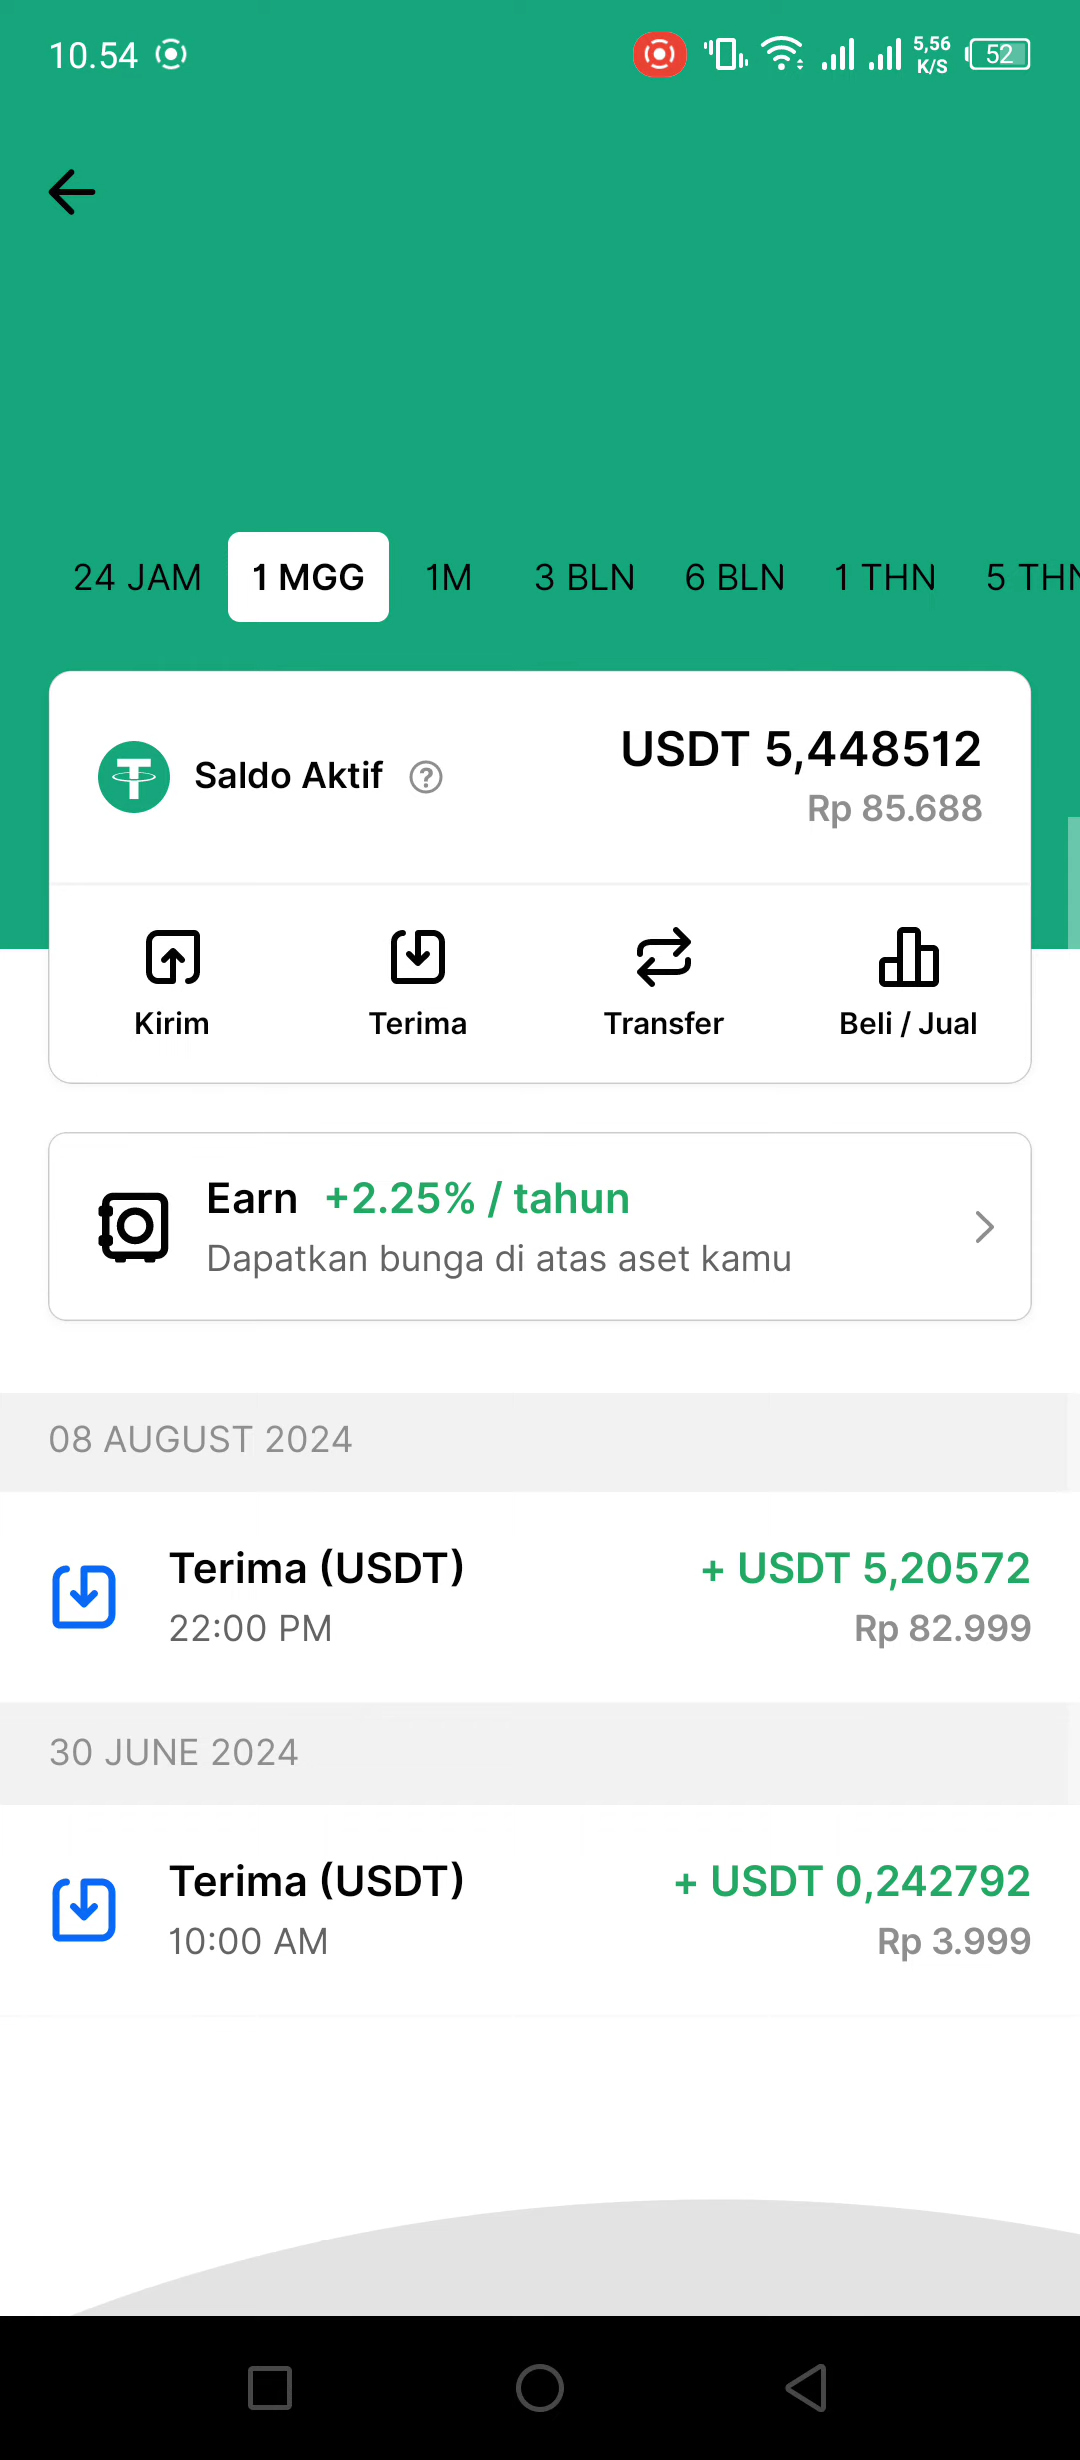 10.54
5,56
K/S
52
24 JAM 1 MGG 1M 3 BLN 6 BLN 1 THN 5 THN
Saldo Aktif ?
USDT 5,448512
Rp 85.688
Kirim Terima Transfer Beli / Jual
Earn +2.25% / tahun
Dapatkan bunga di atas aset kamu
08 AUGUST 2024
Terima (USDT) + USDT 5,20572
22:00 PM Rp 82.999
30 JUNE 2024
Terima (USDT) + USDT 0,242792
10:00 AM Rp 3.999